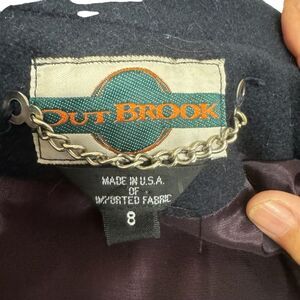 OUT BROOK
MADE IN U.S.A.
OF
IMPORTED FABRIC
8